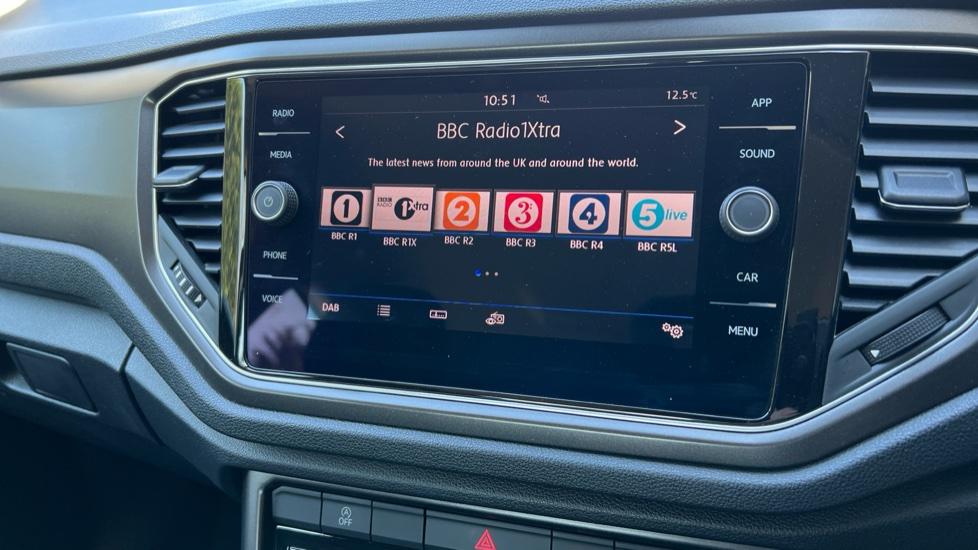 10:51 12.5°C
RADIO
APP
< BBC Radio1Xtra >
MEDIA
SOUND
The latest news from around the UK and around the world.
1
BBC RADIO 1Xtra
2
3
4
5 live
BBC R1
BBC R1X
BBC R2
BBC R3
BBC R4
BBC R5L
PHONE
CAR
VOICE
DAB
MENU
A OFF